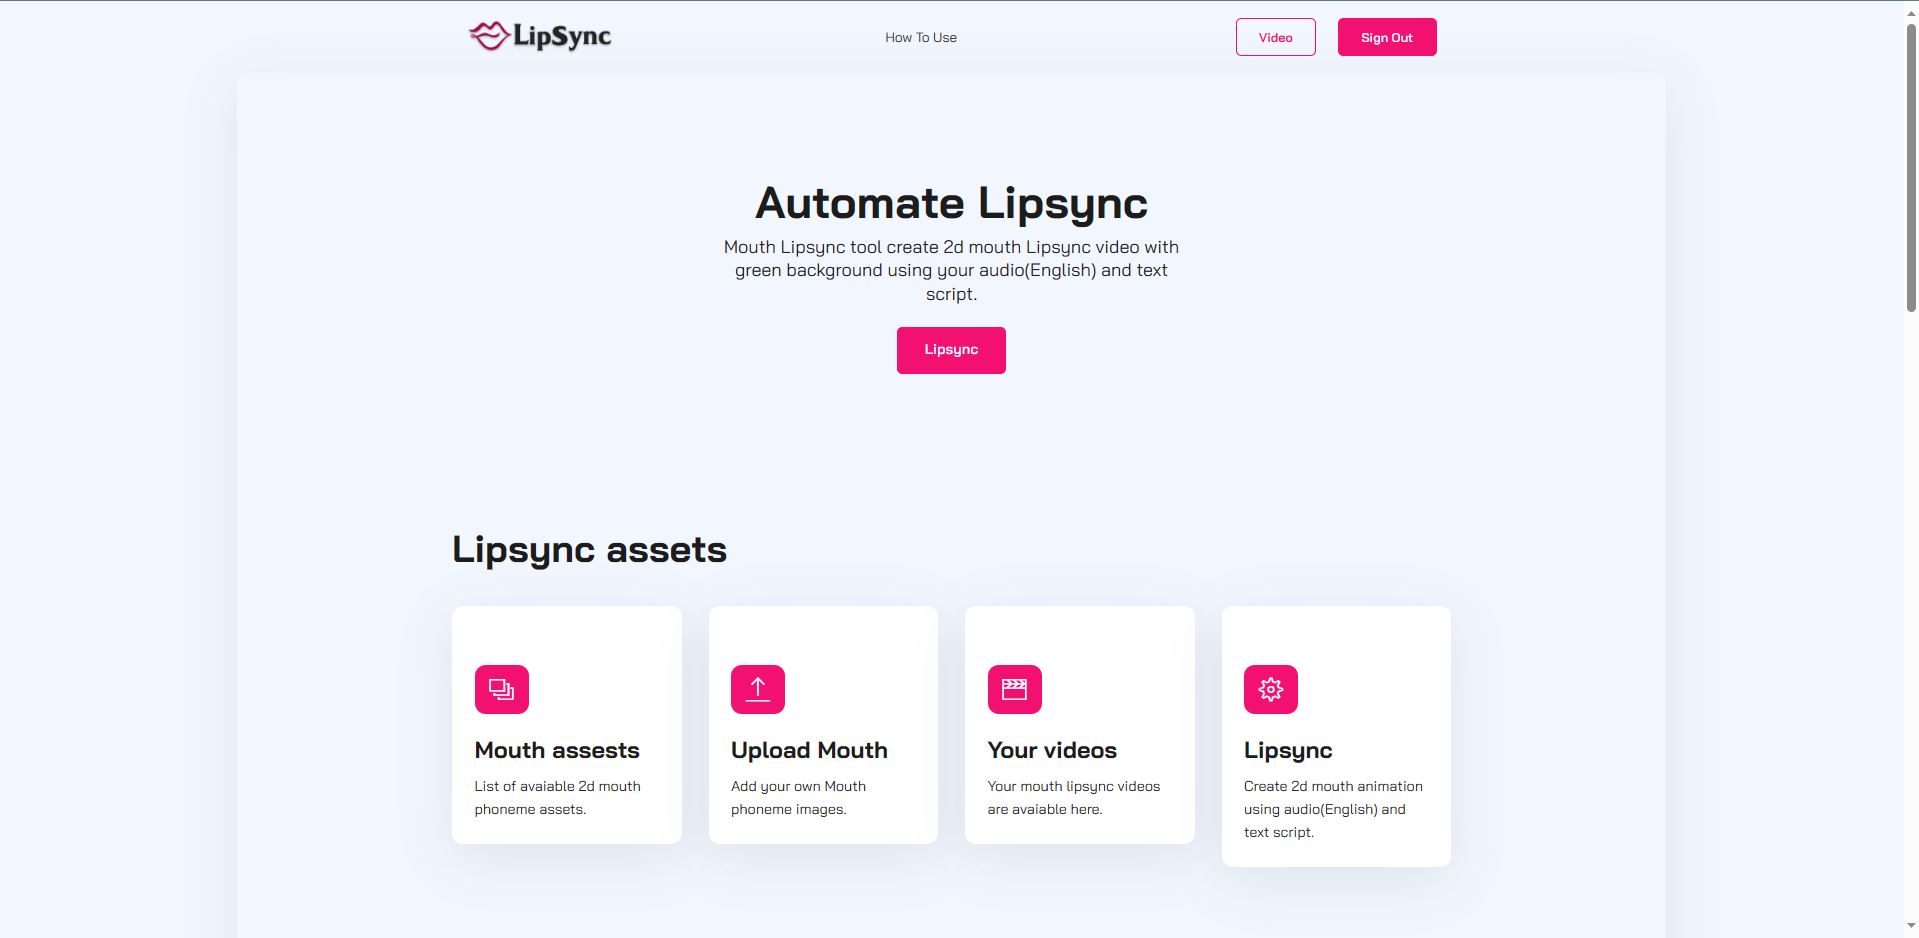 LipSync
How To Use
Video
Sign Out
Automate Lipsync
Mouth Lipsync tool create 2d mouth Lipsync video with
green background using your audio(English) and text
script.
Lipsync
Lipsync assets
Mouth assests
List of avaiable 2d mouth
phoneme assets.
Upload Mouth
Add your own Mouth
phoneme images.
Your videos
Your mouth lipsync videos
are avaiable here.
Lipsync
Create 2d mouth animation
using audio(English) and
text script.